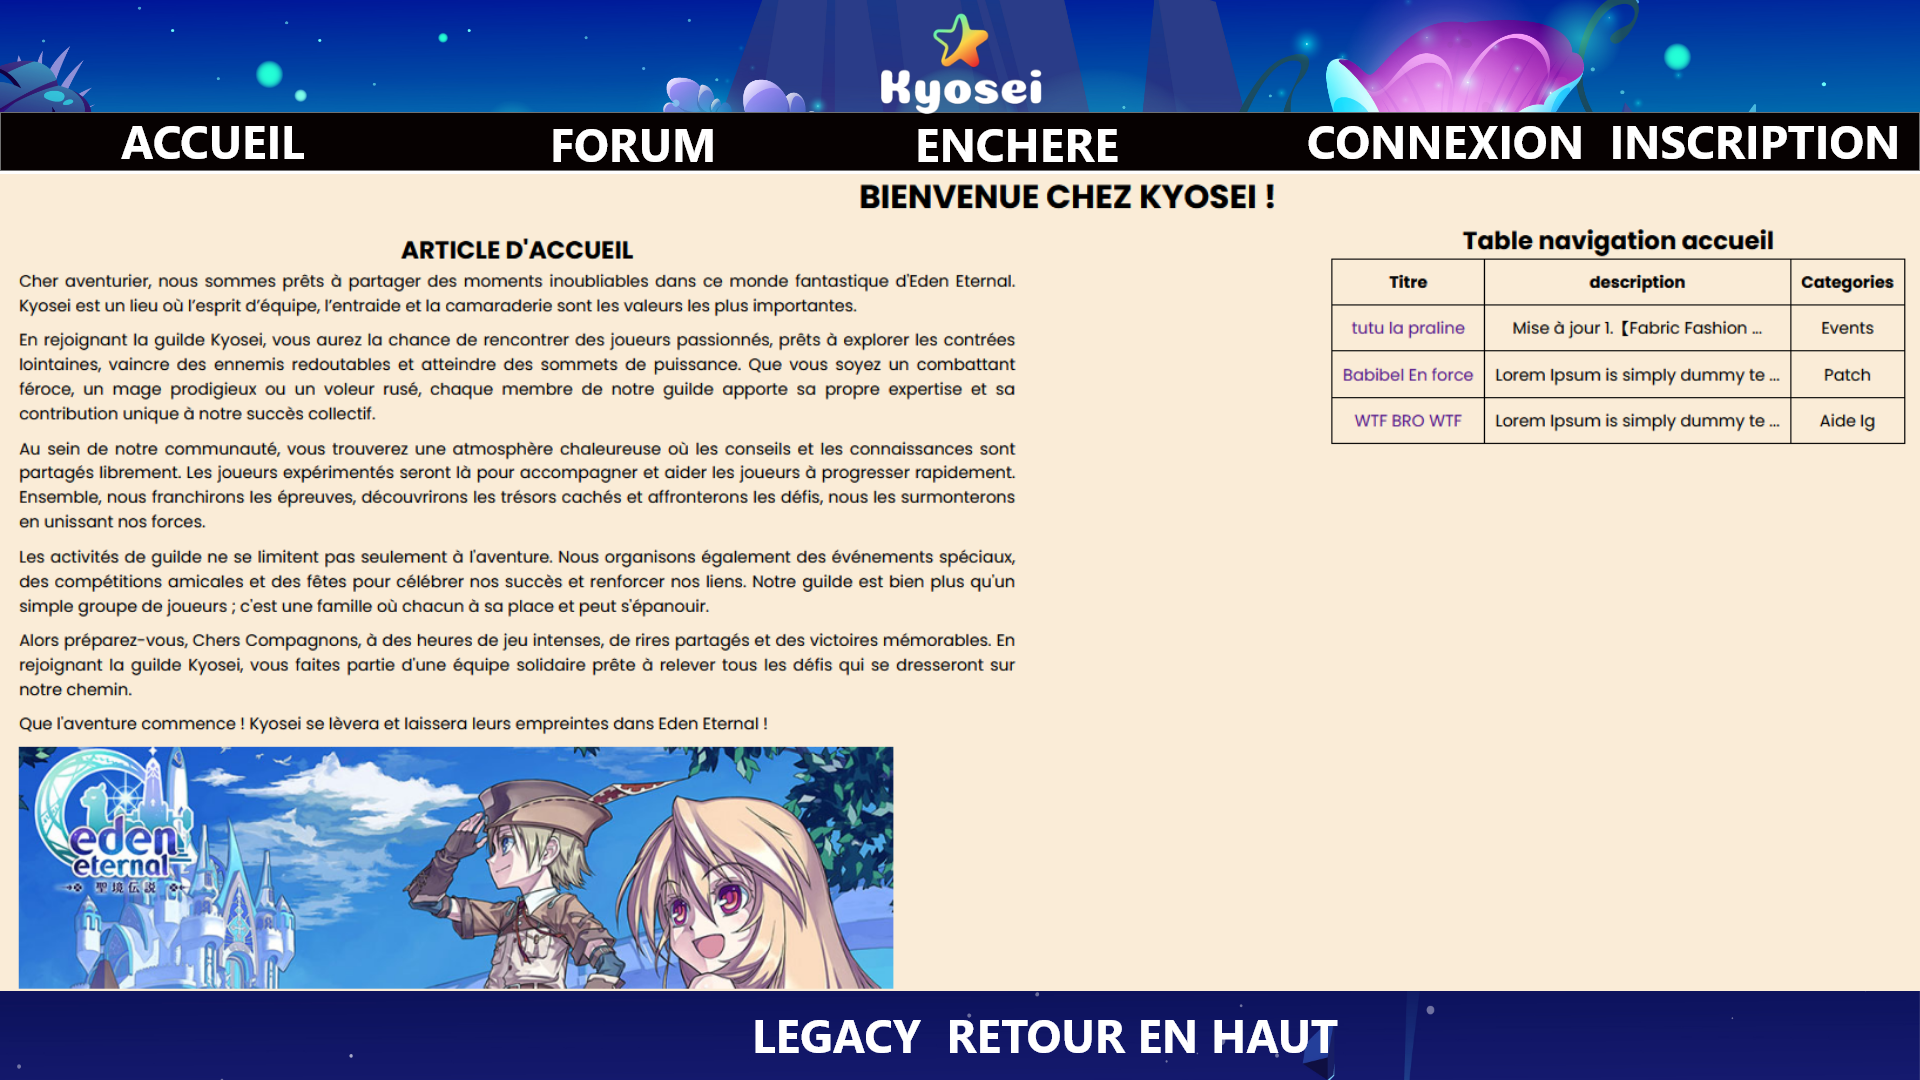 Kyosei
ACCUEIL FORUM ENCHERE CONNEXION INSCRIPTION
BIENVENUE CHEZ KYOSEI !
ARTICLE D'ACCUEIL
Cher aventurier, nous sommes prêts à partager des moments inoubliables dans ce monde fantastique d'Eden Eternal.
Kyosei est un lieu où l’esprit d’équipe, l’entraide et la camaraderie sont les valeurs les plus importantes.
En rejoignant la guilde Kyosei, vous aurez la chance de rencontrer des joueurs passionnés, prêts à explorer les contrées
lointaines, vaincre des ennemis redoutables et atteindre des sommets de puissance. Que vous soyez un combattant
féroce, un mage prodigieux ou un voleur rusé, chaque membre de notre guilde apporte sa propre expertise et sa
contribution unique à notre succès collectif.
Au sein de notre communauté, vous trouverez une atmosphère chaleureuse où les conseils et les connaissances sont
partagés librement. Les joueurs expérimentés seront là pour accompagner et aider les joueurs à progresser rapidement.
Ensemble, nous franchirons les épreuves, découvrirons les trésors cachés et affronterons les défis, nous les surmonterons
en unissant nos forces.
Les activités de guilde ne se limitent pas seulement à l'aventure. Nous organisons également des événements spéciaux,
des compétitions amicales et des fêtes pour célébrer nos succès et renforcer nos liens. Notre guilde est bien plus qu'un
simple groupe de joueurs ; c'est une famille où chacun à sa place et peut s'épanouir.
Alors préparez-vous, Chers Compagnons, à des heures de jeu intenses, de rires partagés et des victoires mémorables. En
rejoignant la guilde Kyosei, vous faites partie d'une équipe solidaire prête à relever tous les défis qui se dresseront sur
notre chemin.
Que l'aventure commence ! Kyosei se lèvera et laissera leurs empreintes dans Eden Eternal !
eden
eternal
聖境伝説
Table navigation accueil
Titre description Categories
tutu la praline Mise à jour 1.【Fabric Fashion ... Events
Babibel En force Lorem Ipsum is simply dummy te ... Patch
WTF BRO WTF Lorem Ipsum is simply dummy te ... Aide Ig
LEGACY RETOUR EN HAUT